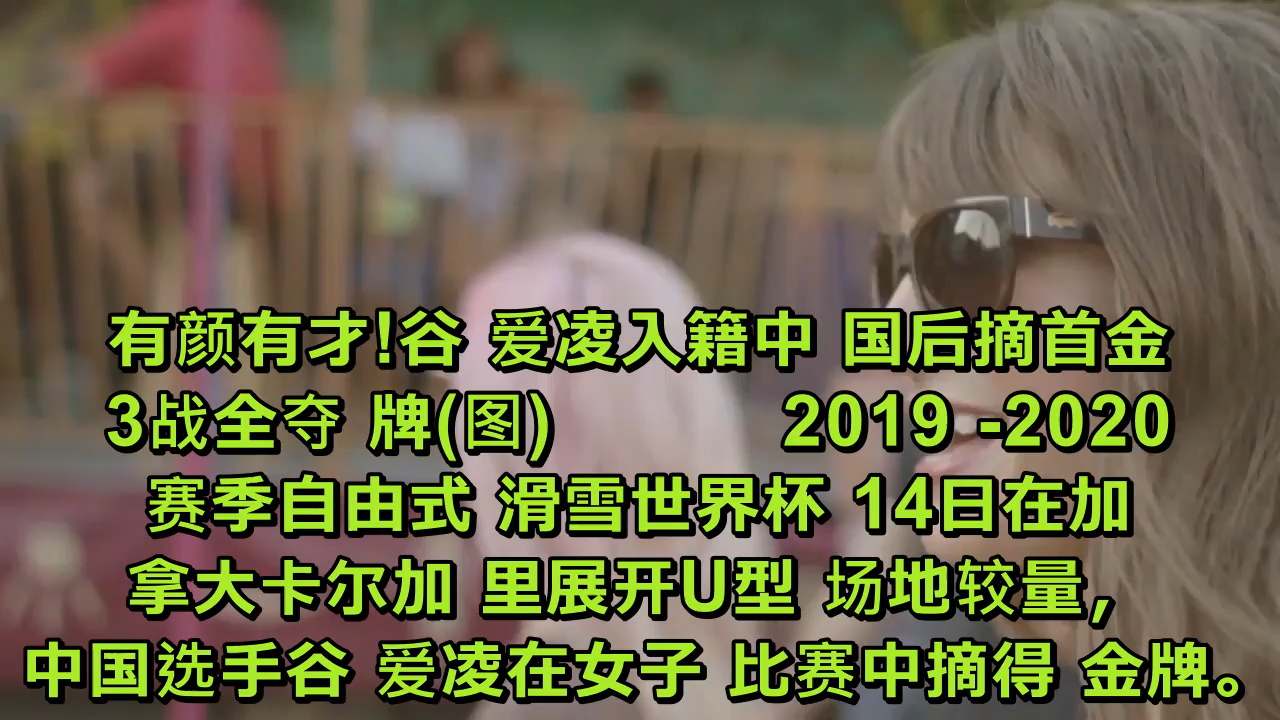 有颜有才!谷 爱凌入籍中 国后摘首金
3战全夺 牌(图) 2019 -2020
赛季自由式 滑雪世界杯 14日在加
拿大卡尔加 里展开U型 场地较量，
中国选手谷 爱凌在女子 比赛中摘得 金牌。